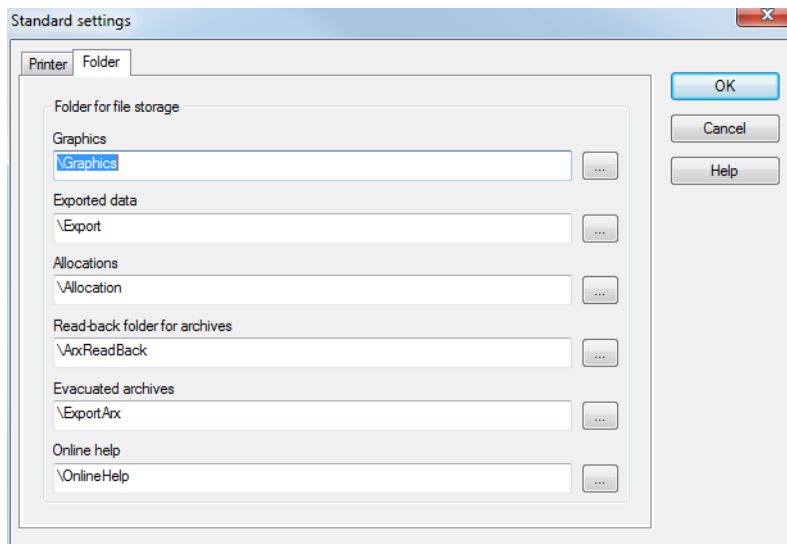 Standard settings
Printer
Folder
Folder for file storage
Graphics
\Graphics
...
Exported data
\Export
...
Allocations
\Allocation
...
Read-back folder for archives
\ArxReadBack
...
Evacuated archives
\ExportArx
...
Online help
\OnlineHelp
...
OK
Cancel
Help